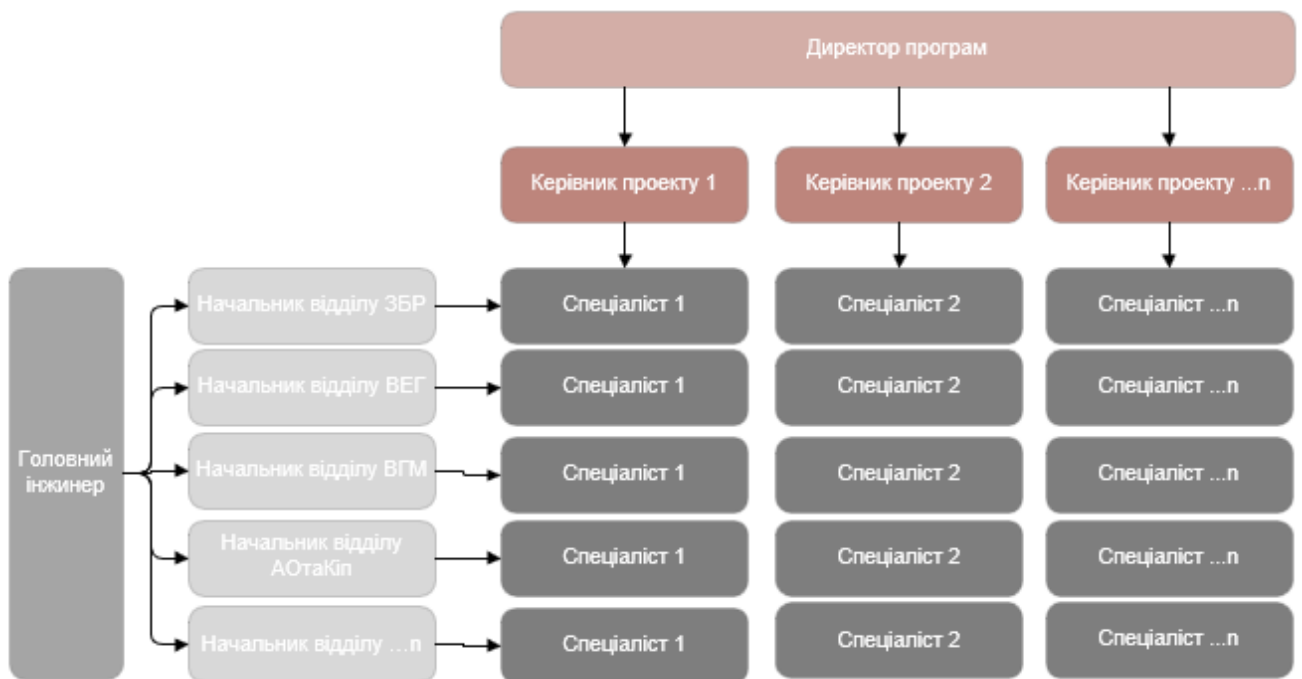 Директор програм
Керівник проекту 1
Керівник проекту 2
Керівник проекту ...n
Головний
інжинер
Начальник відділу ЗБР
Спеціаліст 1
Спеціаліст 2
Спеціаліст ...n
Начальник відділу ВЕГ
Спеціаліст 1
Спеціаліст 2
Спеціаліст ...n
Начальник відділу ВГМ
Спеціаліст 1
Спеціаліст 2
Спеціаліст ...n
Начальник відділу
АОтаКіп
Спеціаліст 1
Спеціаліст 2
Спеціаліст ...n
Начальник відділу ...n
Спеціаліст 1
Спеціаліст 2
Спеціаліст ...n